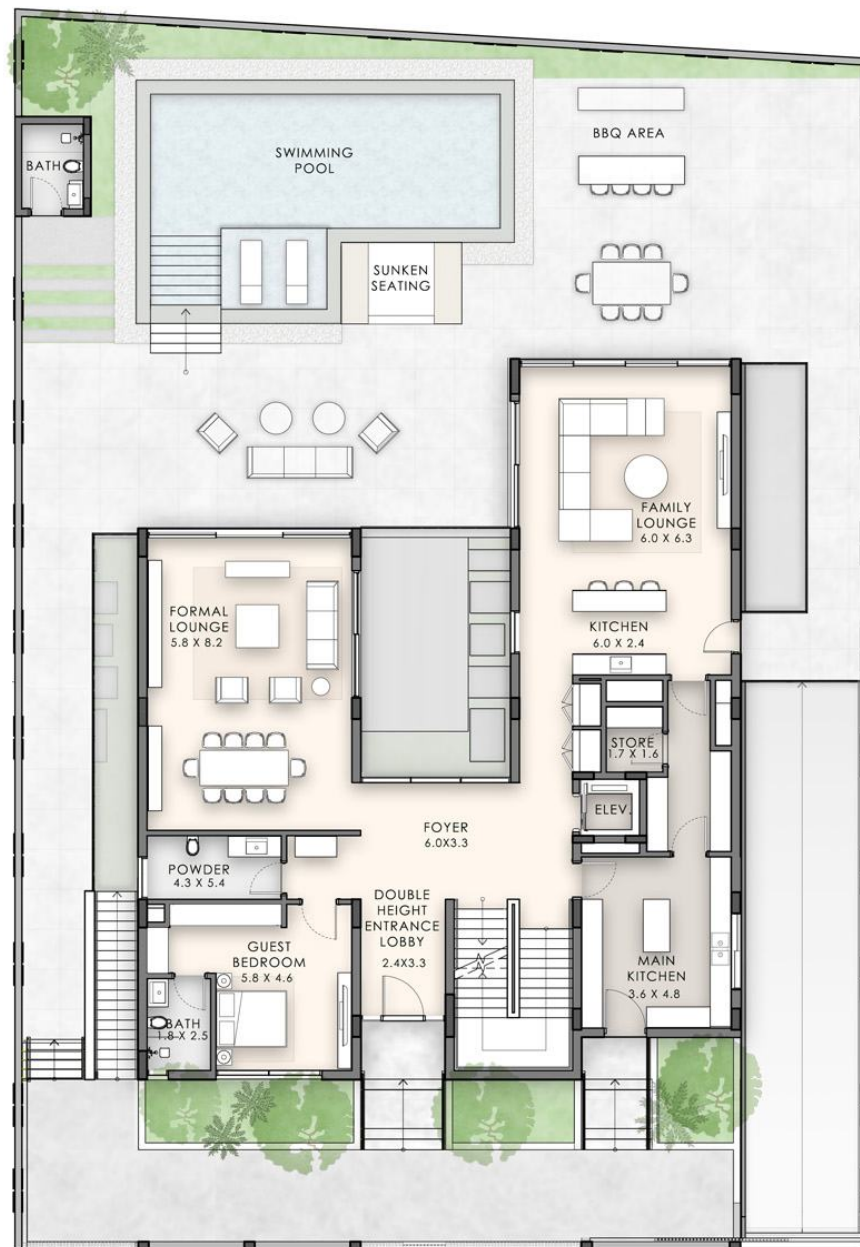 BATH
SWIMMING
POOL
BBQ AREA
SUNKEN
SEATING
FAMILY
LOUNGE
6.0 X 6.3
FORMAL
LOUNGE
5.8 X 8.2
KITCHEN
6.0 X 2.4
STORE
1.7 X 1.6
ELEV.
FOYER
6.0X3.3
POWDER
4.3 X 5.4
DOUBLE
HEIGHT
ENTRANCE
LOBBY
2.4X3.3
GUEST
BEDROOM
5.8 X 4.6
MAIN
KITCHEN
3.6 X 4.8
BATH
1.8 X 2.5